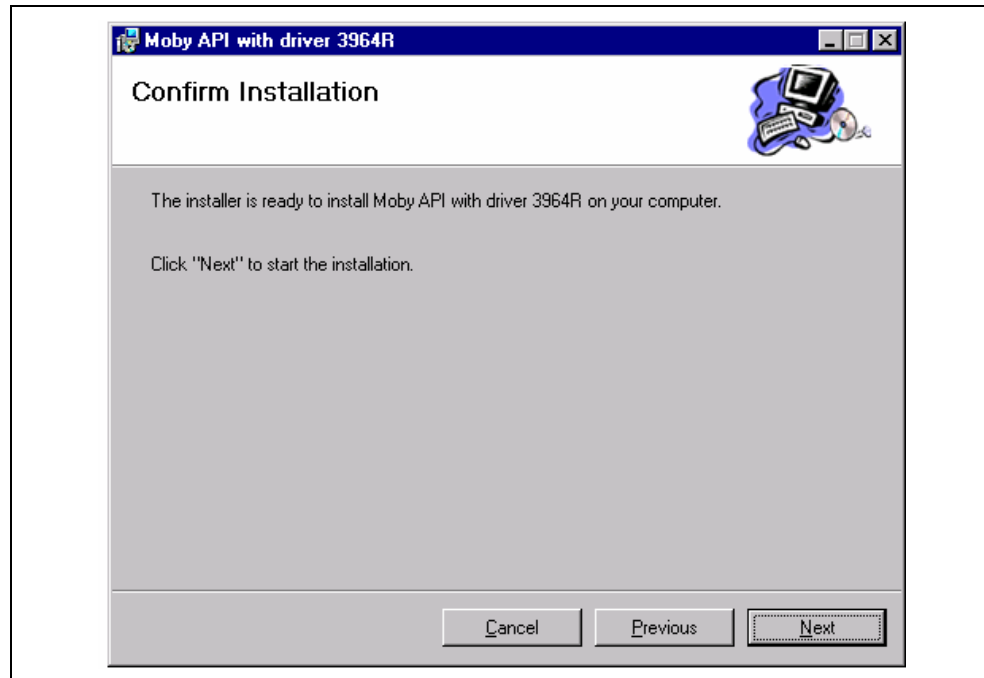 Moby API with driver 3964R
Confirm Installation
The installer is ready to install Moby API with driver 3964R on your computer.
Click "Next" to start the installation.
Cancel
Previous
Next